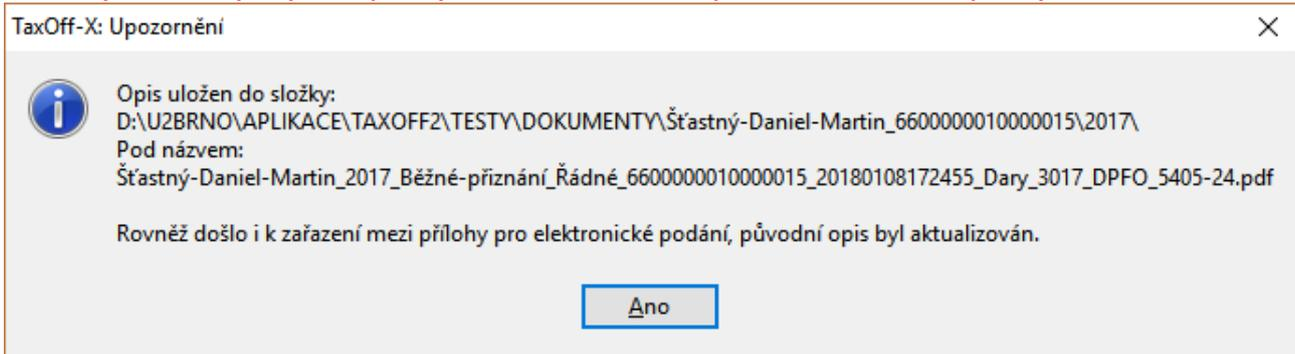 TaxOff-X: Upozornění
Opis uložen do složky:
D:\U2BRNO\APLIKACE\TAXOFF2\TESTY\DOKUMENTY\Šťastný-Daniel-Martin_6600000010000015\2017\
Pod názvem:
Šťastný-Daniel-Martin_2017_Běžné-přiznání_Řádné_6600000010000015_20180108172455_Dary_3017_DPFO_5405-24.pdf
Rovněž došlo i k zařazení mezi přílohy pro elektronické podání, původní opis byl aktualizován.
Ano